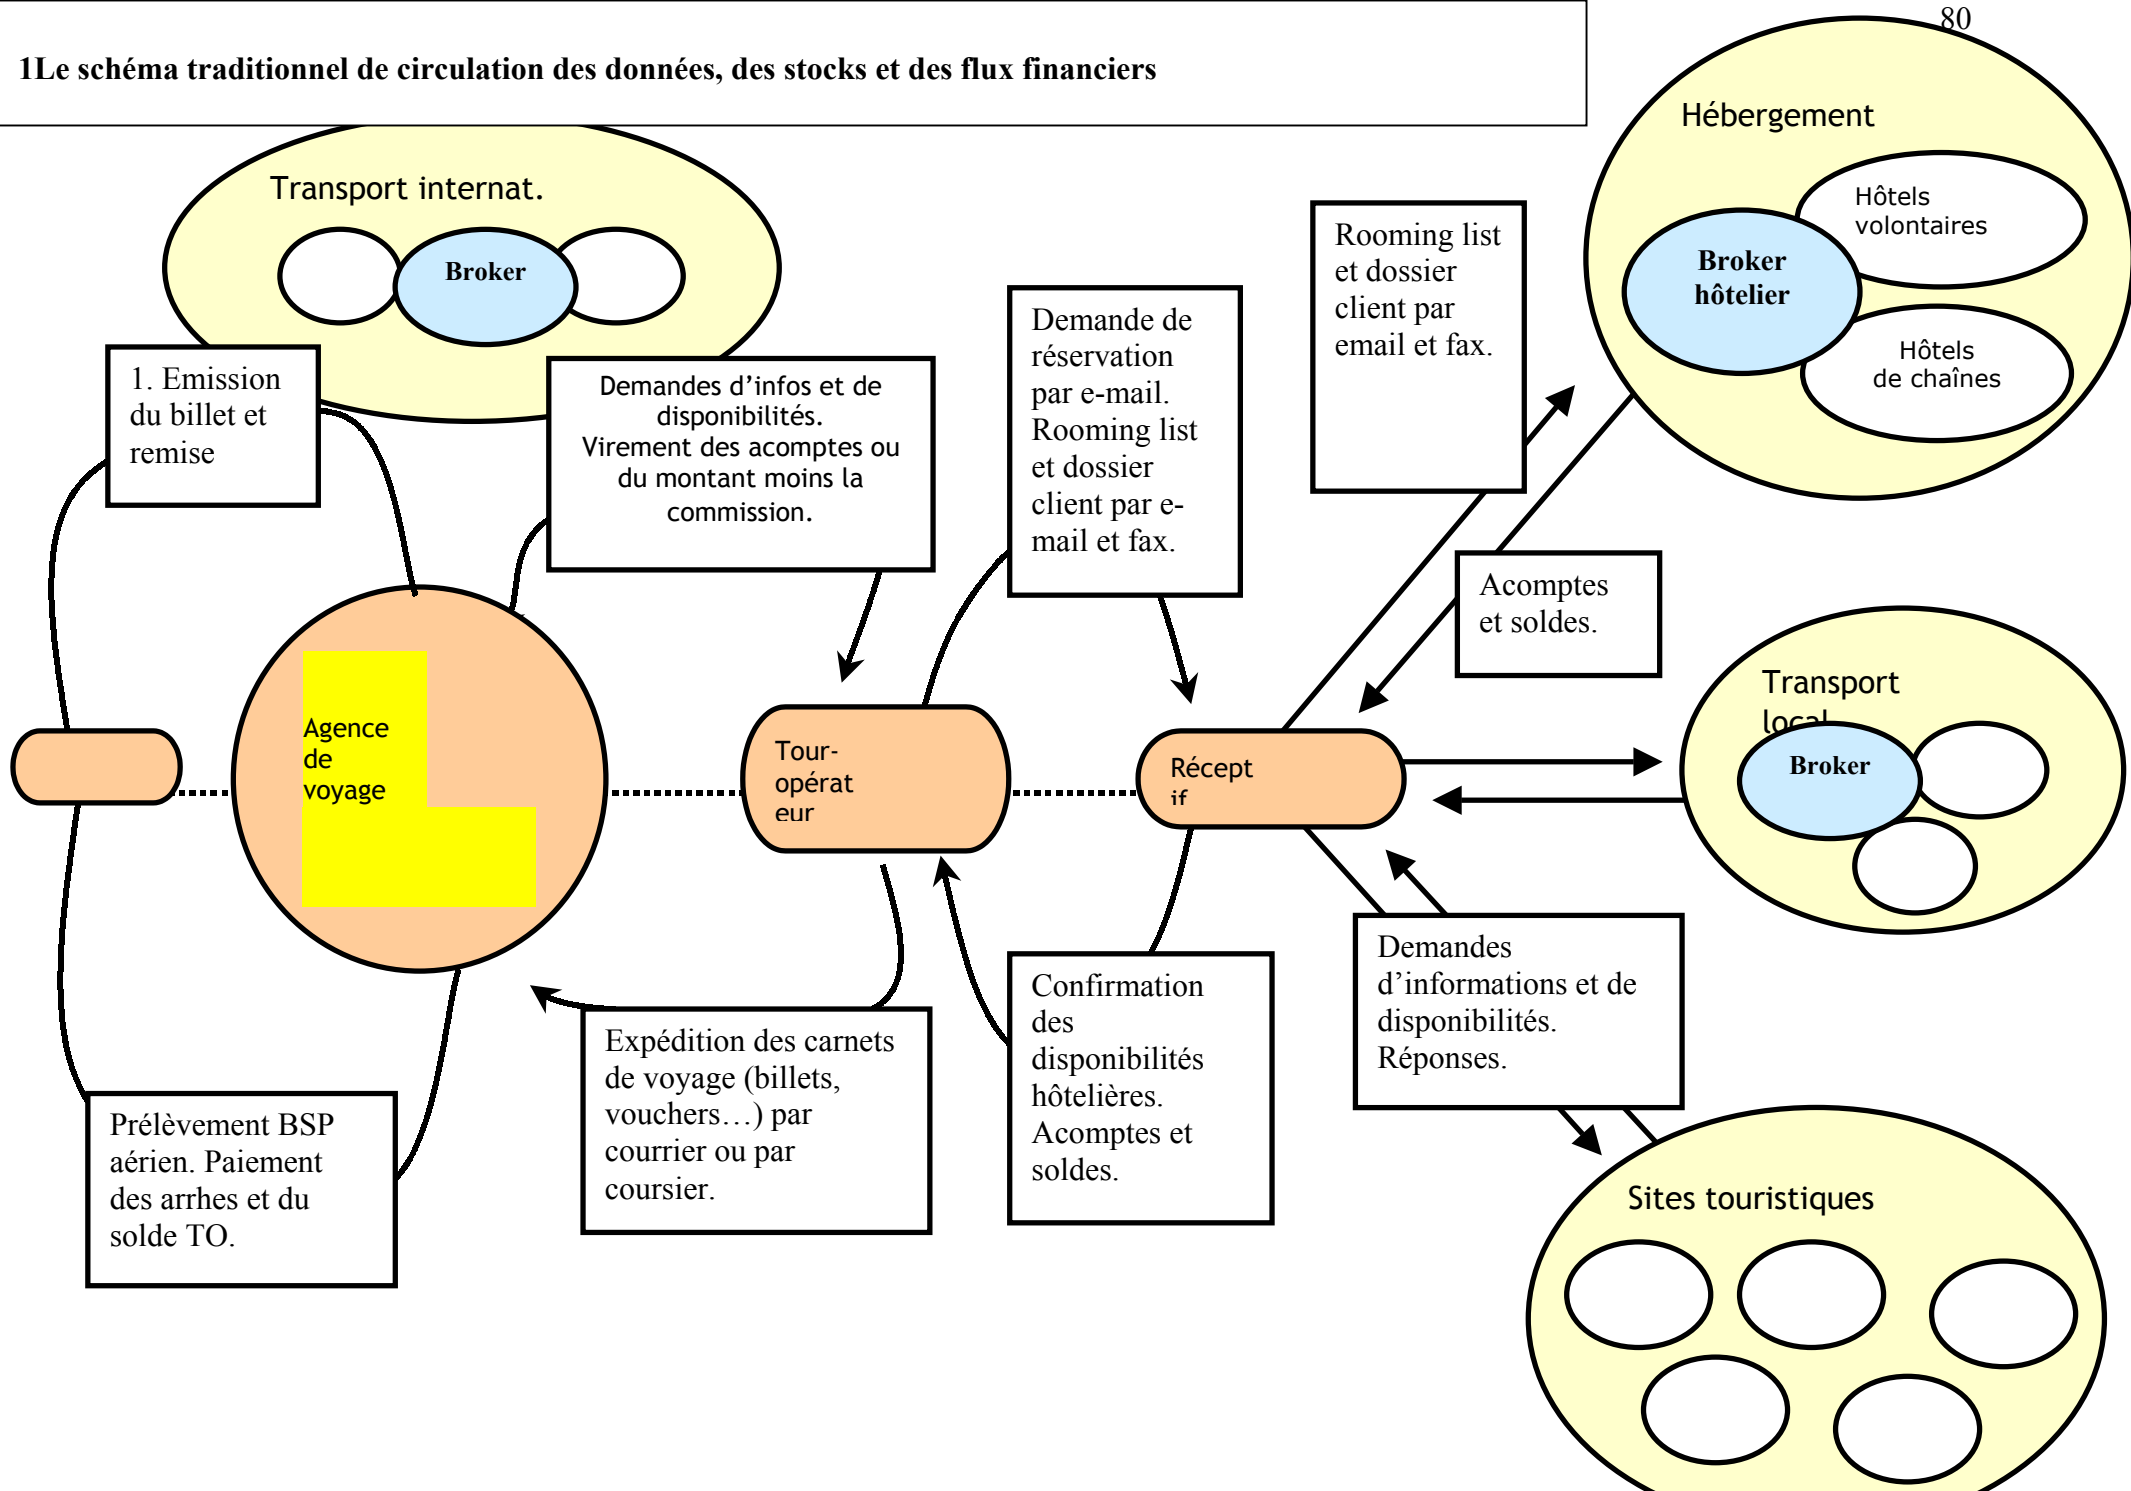 80
1Le schéma traditionnel de circulation des données, des stocks et des flux financiers
Hébergement
Hôtels
volontaires
Broker
hôtelier
Hôtels
de chaînes
Transport internat.
Broker
Rooming list
et dossier
client par
email et fax.
Demande de
réservation
par e-mail.
Rooming list
et dossier
client par e-
mail et fax.
1. Emission
du billet et
remise
Demandes d’infos et de
disponibilités.
Virement des acomptes ou
du montant moins la
commission.
Acomptes
et soldes.
Transport
local
Broker
Agence
de
voyage
Tour-
opérat
eur
Récept
if
Demandes
d’informations et de
disponibilités.
Réponses.
Confirmation
des
disponibilités
hôtelières.
Acomptes et
soldes.
Expédition des carnets
de voyage (billets,
vouchers…) par
courrier ou par
coursier.
Prélèvement BSP
aérien. Paiement
des arrhes et du
solde TO.
Sites touristiques